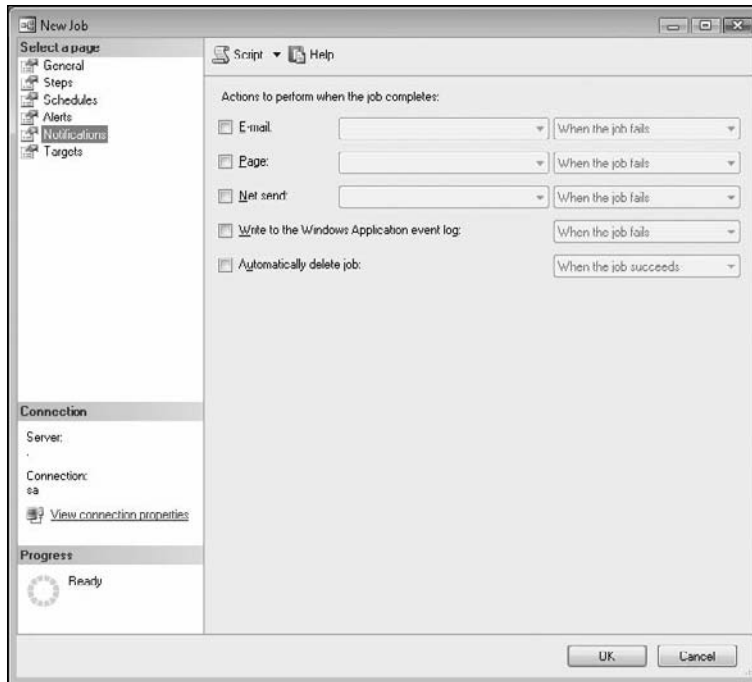 New Job
Select a page
General
Steps
Schedules
Alerts
Notifications
Targets
Script
Help
Actions to perform when the job completes:
E-mail:
When the job fails
Page:
When the job fails
Net send:
When the job fails
Write to the Windows Application event log:
When the job fails
Automatically delete job:
When the job succeeds
Connection
Server:
.
Connection:
sa
View connection properties
Progress
Ready
OK
Cancel